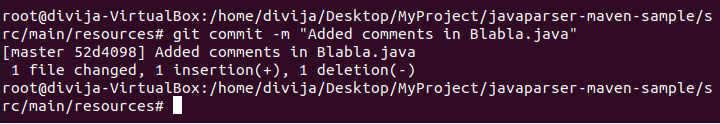 root@divija-VirtualBox:/home/divija/Desktop/MyProject/javaparser-maven-sample/s
rc/main/resources# git commit -m "Added comments in Blabla.java"
[master 52d4098] Added comments in Blabla.java
 1 file changed, 1 insertion(+), 1 deletion(-)
root@divija-VirtualBox:/home/divija/Desktop/MyProject/javaparser-maven-sample/s
rc/main/resources#